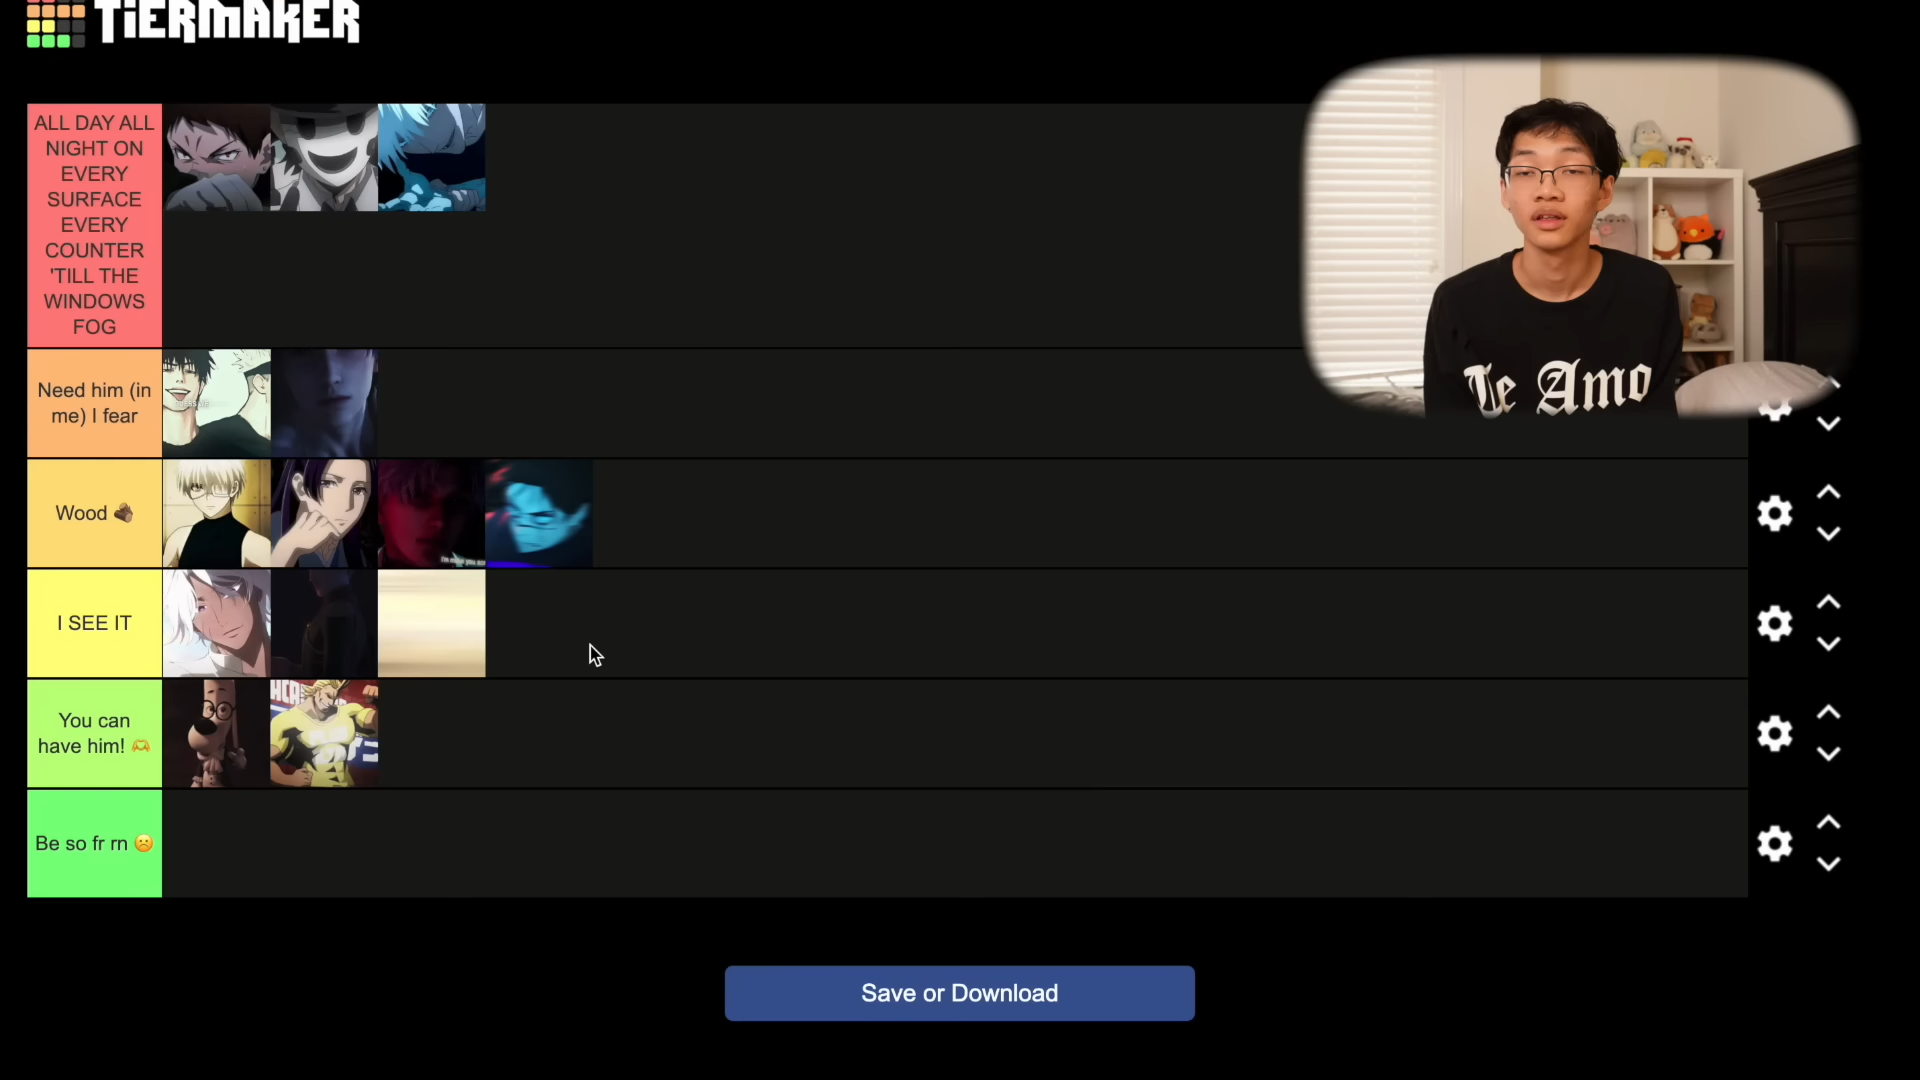 TiERMAKER
ALL DAY ALL
NIGHT ON
EVERY
SURFACE
EVERY
COUNTER
'TILL THE
WINDOWS
FOG
Te Amo
Need him (in
me) I fear
Wood 🪵
I SEE IT
You can
have him! 🫶
Be so fr rn ☹️
Save or Download